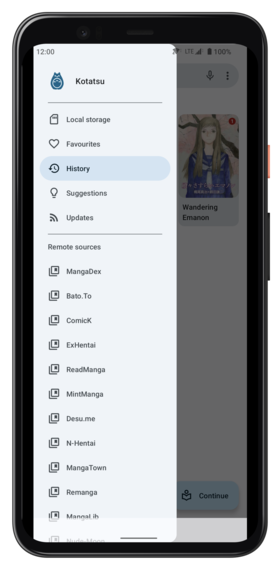 12:00
LTE
100%
Kotatsu
Local storage
Favourites
History
Suggestions
Updates
Remote sources
MangaDex
Bato.To
ComicK
ExHentai
ReadManga
MintManga
Desu.me
N-Hentai
MangaTown
Remanga
MangaLib
Wandering
Emanon
Continue